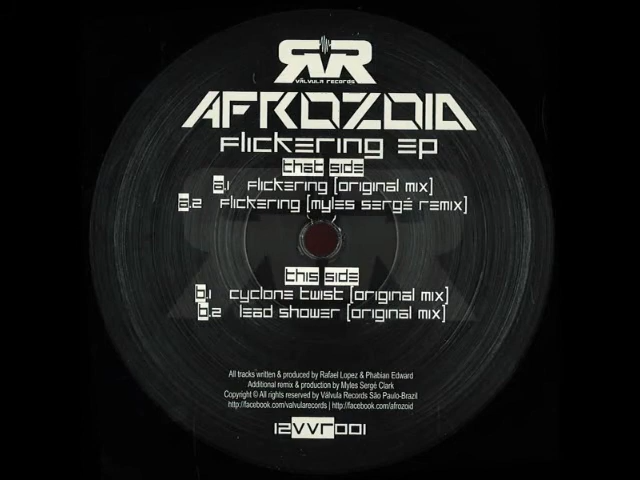 VÁLVULA RECORDS
AFROZOID
FLICKERING EP
THAT SIDE
A.1 FLICKERING [ORIGINAL MIX]
A.2 FLICKERING [MYLES SERGÉ REMIX]
THIS SIDE
B.1 CYCLONE TWIST [ORIGINAL MIX]
B.2 LEAD SHOWER [ORIGINAL MIX]
All tracks written & produced by Rafael Lopez & Phabian Edward
Additional remix & production by Myles Sergé Clark
Copyright © All rights reserved by Válvula Records São Paulo-Brazil
http://facebook.com/valvularecords | http://facebook.com/afrozoid
12VVR001